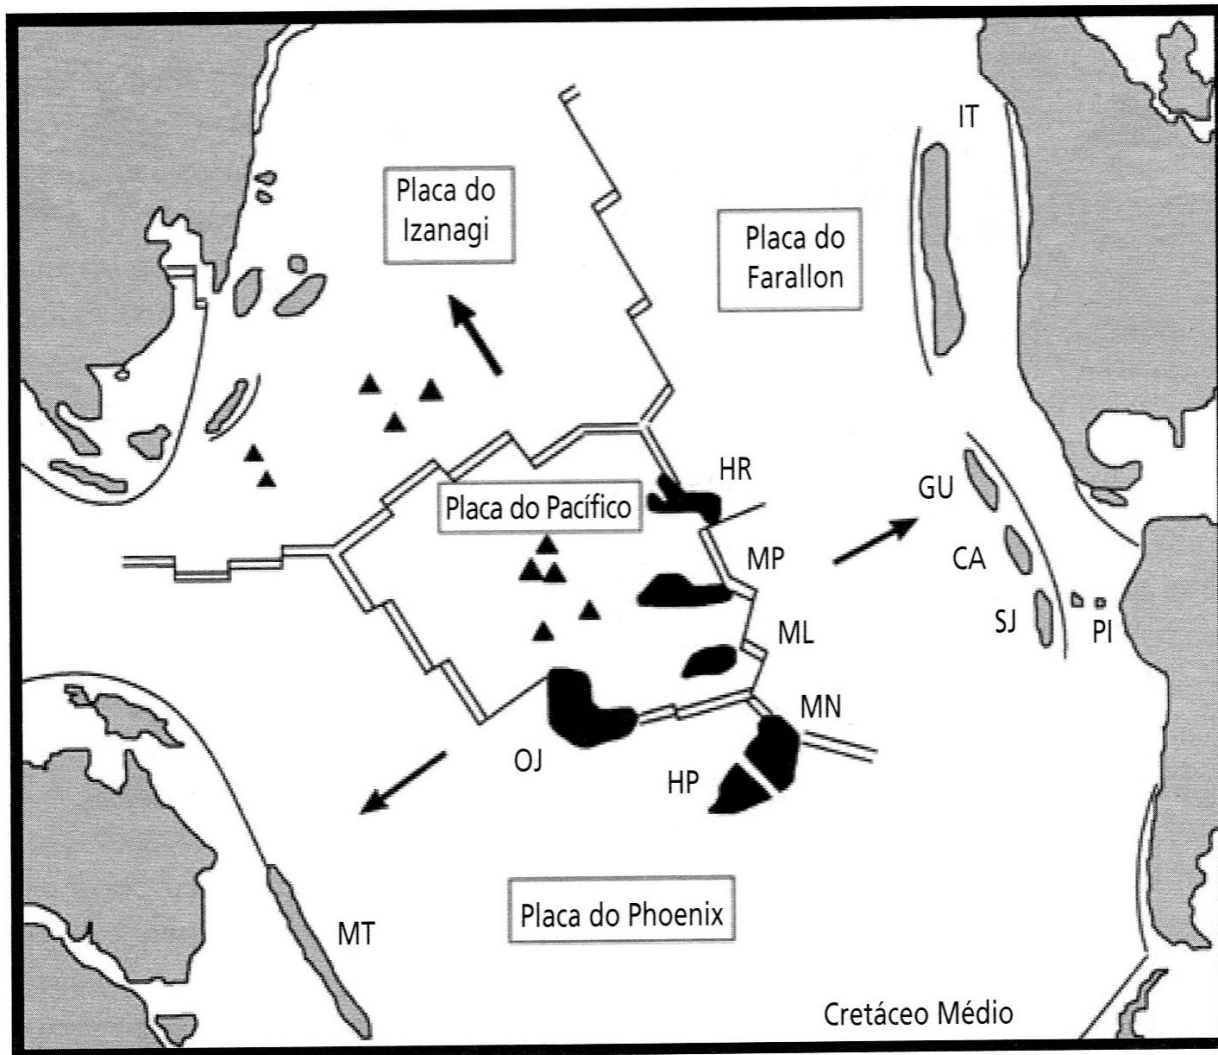 IT
Placa do
Izanagi
Placa do
Farallon
HR
GU
Placa do Pacífico
MP
CA
ML
SJ
PI
MN
OJ
HP
Placa do Phoenix
MT
Cretáceo Médio